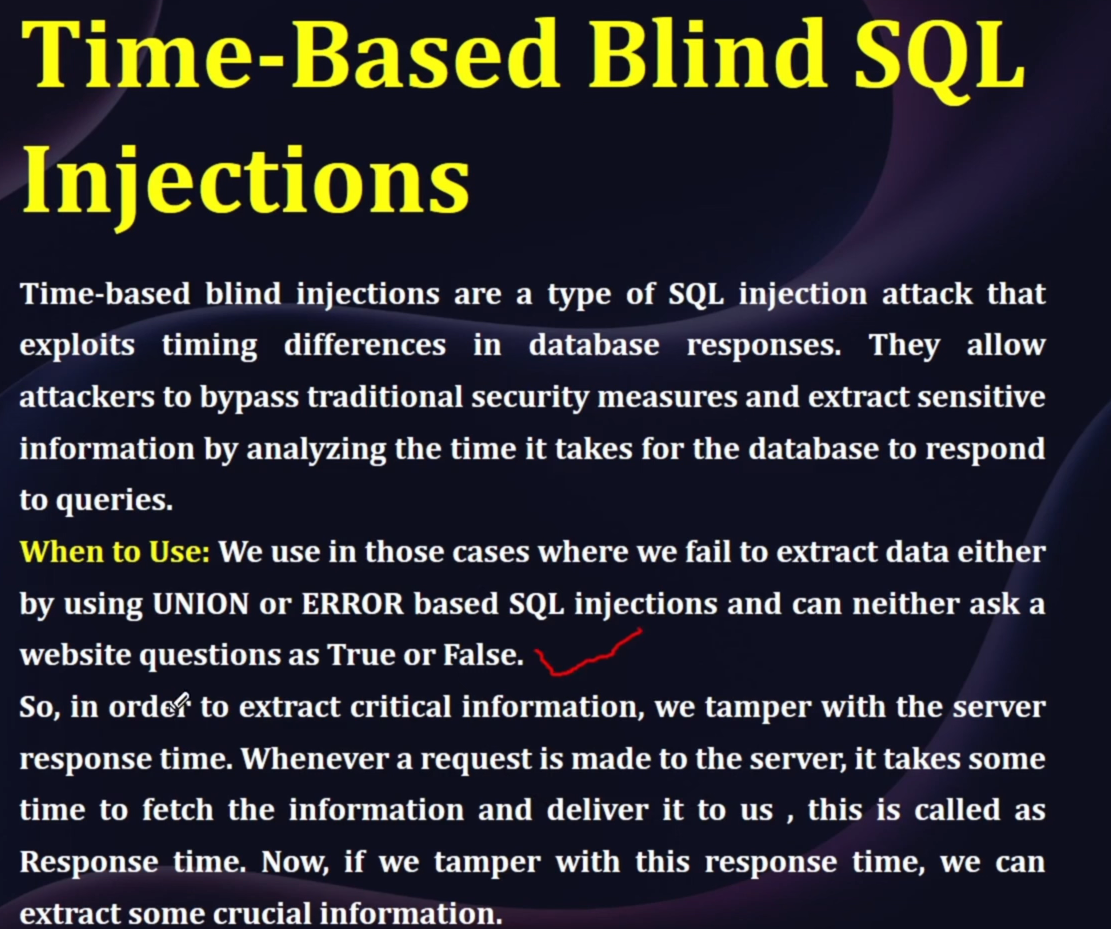 Time-Based Blind SQL
Injections
Time-based blind injections are a type of SQL injection attack that
exploits timing differences in database responses. They allow
attackers to bypass traditional security measures and extract sensitive
information by analyzing the time it takes for the database to respond
to queries.
When to Use: We use in those cases where we fail to extract data either
by using UNION or ERROR based SQL injections and can neither ask a
website questions as True or False.
So, in order to extract critical information, we tamper with the server
response time. Whenever a request is made to the server, it takes some
time to fetch the information and deliver it to us , this is called as
Response time. Now, if we tamper with this response time, we can
extract some crucial information.